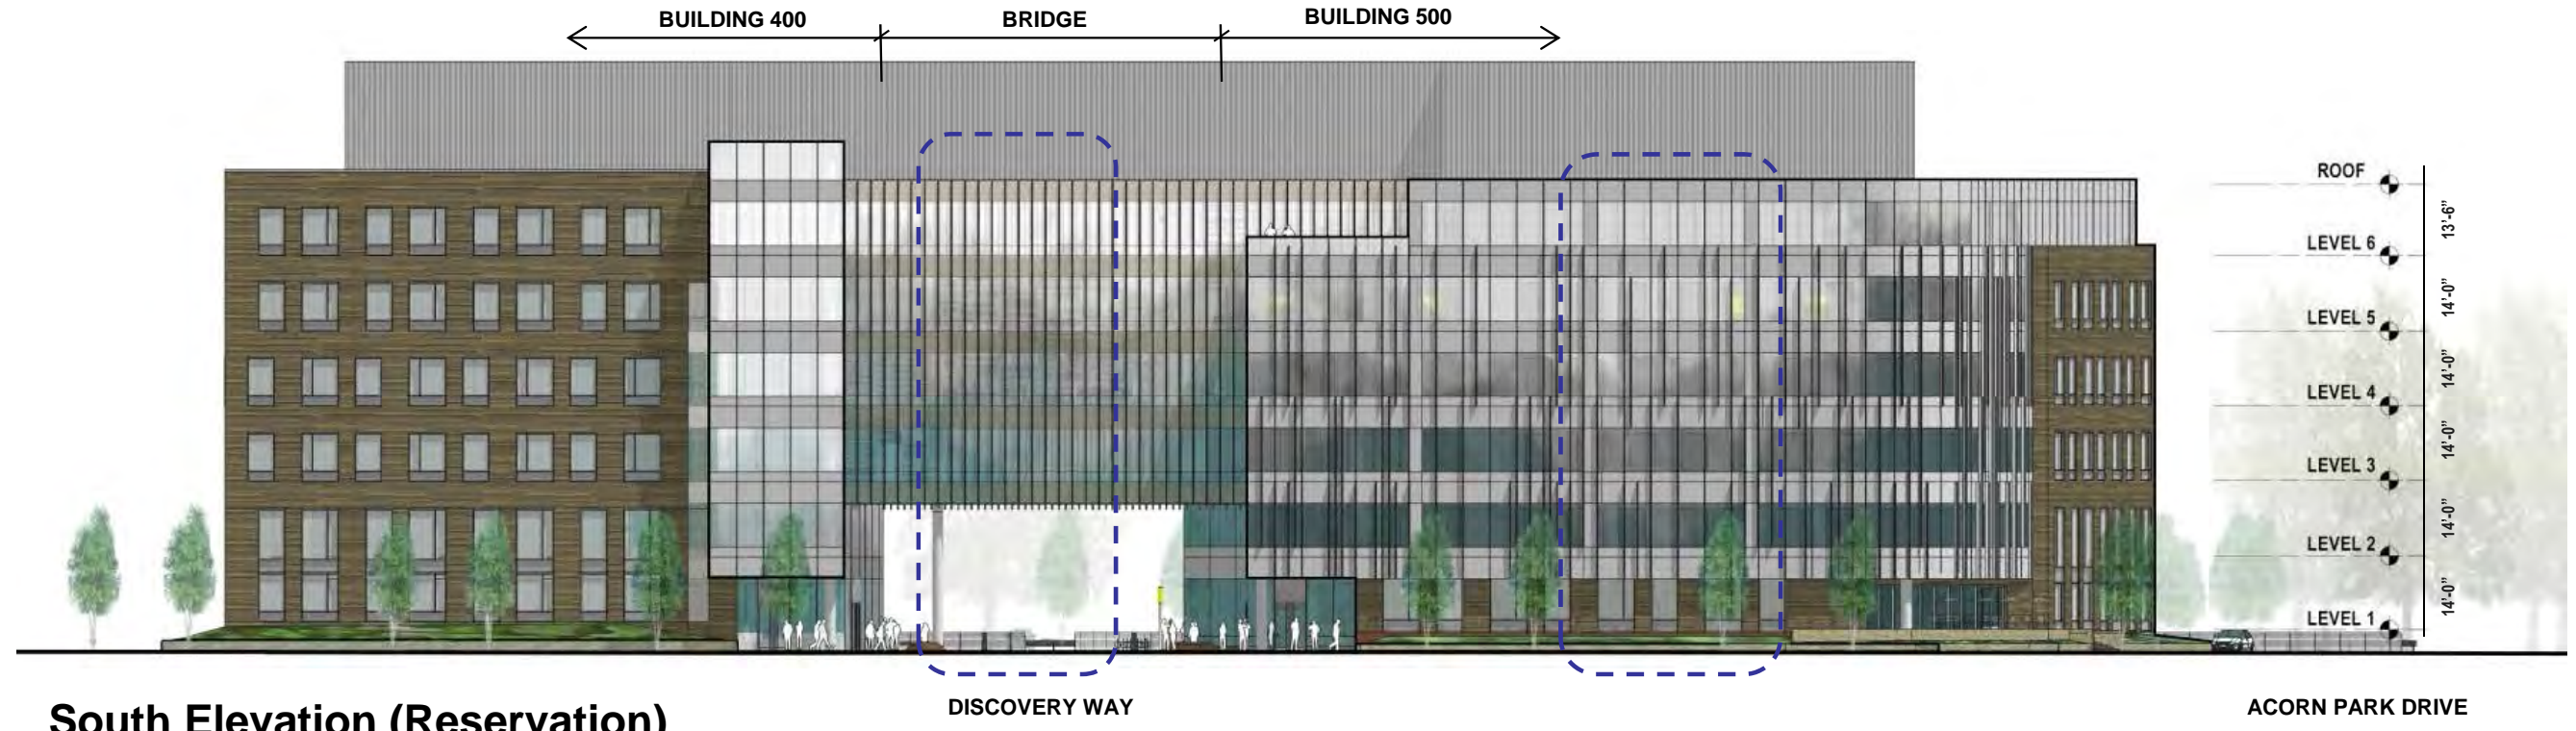 BUILDING 400
BRIDGE
BUILDING 500
ROOF
13'-6"
LEVEL 6
14'-0"
LEVEL 5
14'-0"
LEVEL 4
14'-0"
LEVEL 3
14'-0"
LEVEL 2
14'-0"
LEVEL 1
DISCOVERY WAY
ACORN PARK DRIVE
South Elevation (Reservation)